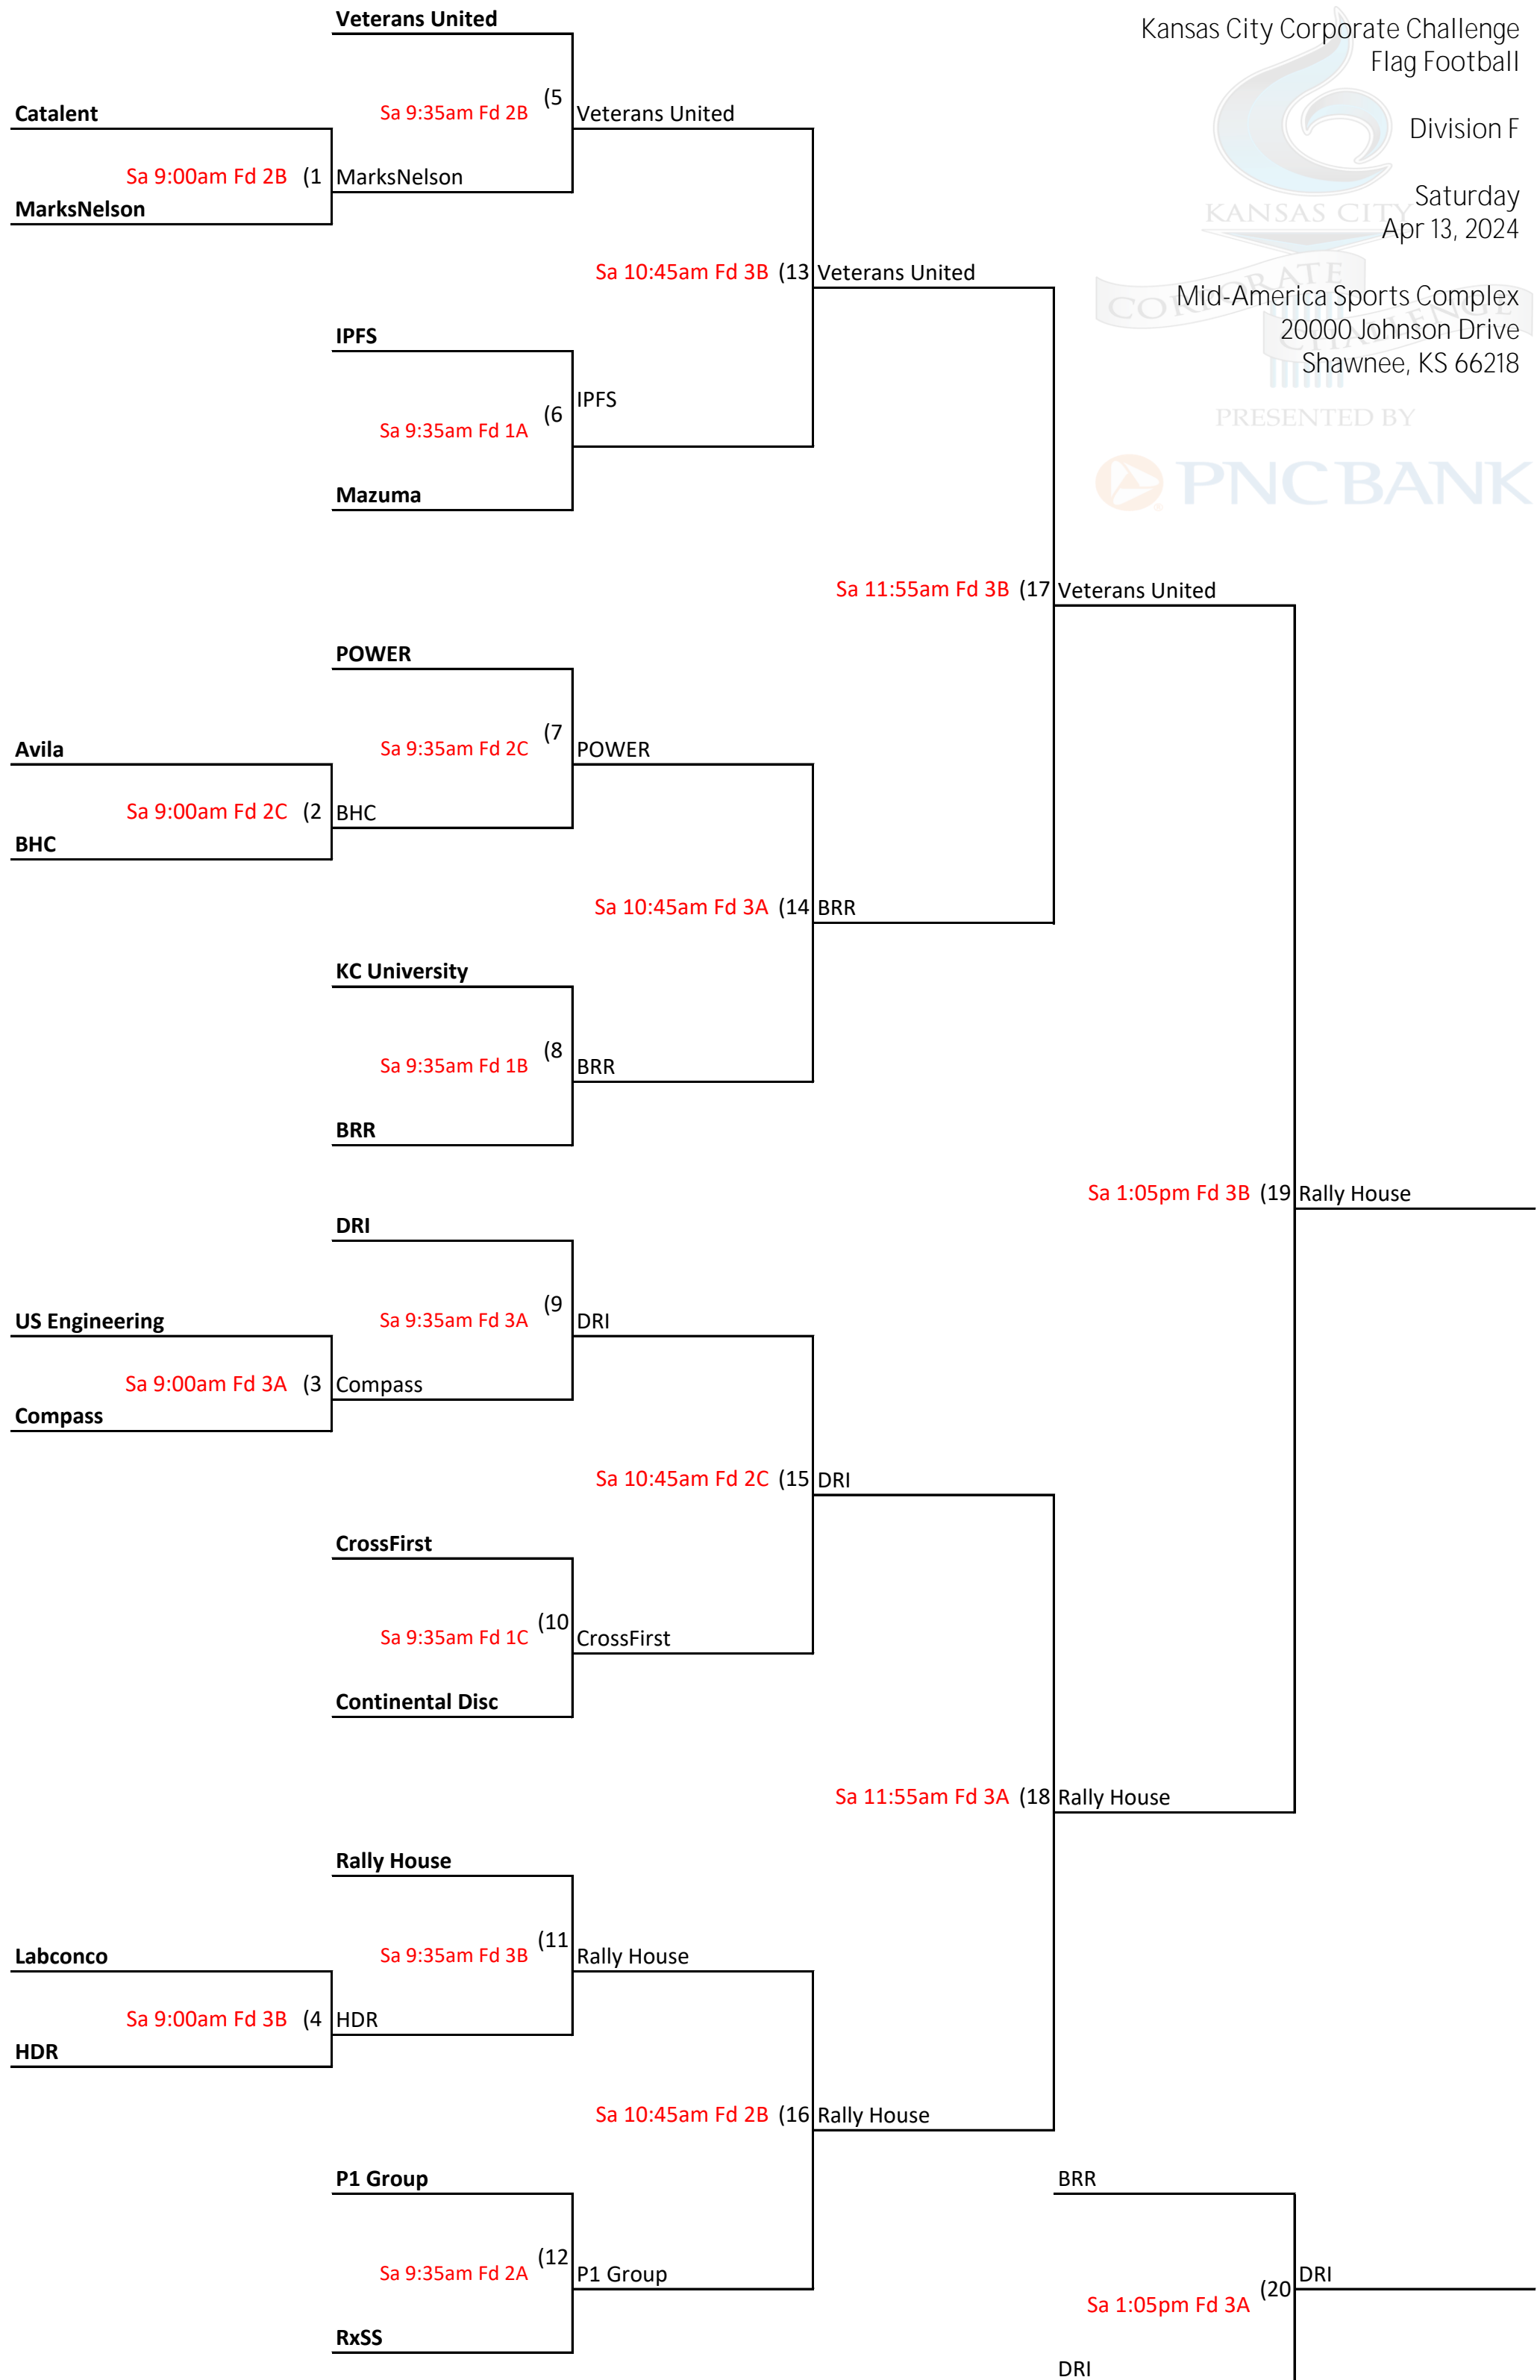 Kansas City Corporate Challenge
Flag Football
Division F
Saturday
Apr 13, 2024
Mid-America Sports Complex
20000 Johnson Drive
Shawnee, KS 66218
KANSAS CITY
CORPORATE
CHALLENGE
PRESENTED BY
PNC BANK
Veterans United
Catalent
Sa 9:35am Fd 2B (5
Veterans United
Sa 9:00am Fd 2B (1
MarksNelson
MarksNelson
Sa 10:45am Fd 3B (13
Veterans United
IPFS
Sa 9:35am Fd 1A (6
IPFS
Mazuma
Sa 11:55am Fd 3B (17
Veterans United
POWER
Avila
Sa 9:35am Fd 2C (7
POWER
Sa 9:00am Fd 2C (2
BHC
BHC
Sa 10:45am Fd 3A (14
BRR
KC University
Sa 9:35am Fd 1B (8
BRR
BRR
Sa 1:05pm Fd 3B (19
Rally House
DRI
US Engineering
Sa 9:35am Fd 3A (9
DRI
Sa 9:00am Fd 3A (3
Compass
Compass
Sa 10:45am Fd 2C (15
DRI
CrossFirst
Sa 9:35am Fd 1C (10
CrossFirst
Continental Disc
Sa 11:55am Fd 3A (18
Rally House
Rally House
Labconco
Sa 9:35am Fd 3B (11
Rally House
Sa 9:00am Fd 3B (4
HDR
HDR
Sa 10:45am Fd 2B (16
Rally House
P1 Group
BRR
Sa 9:35am Fd 2A (12
P1 Group
Sa 1:05pm Fd 3A (20
DRI
RxSS
DRI